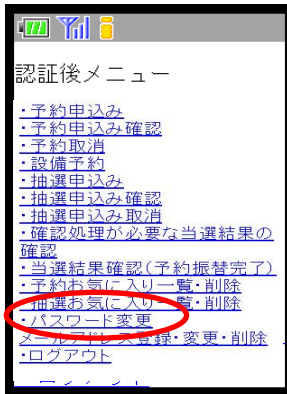 認証後メニュー
・予約申込み
・予約申込み確認
・予約取消
・設備予約
・抽選申込み
・抽選申込み確認
・抽選申込み取消
・確認処理が必要な当選結果の
確認
・当選結果確認(予約振替完了)
・予約お気に入り一覧・削除
・抽選お気に入り一覧・削除
・パスワード変更
メールアドレス登録・変更・削除
・ログアウト